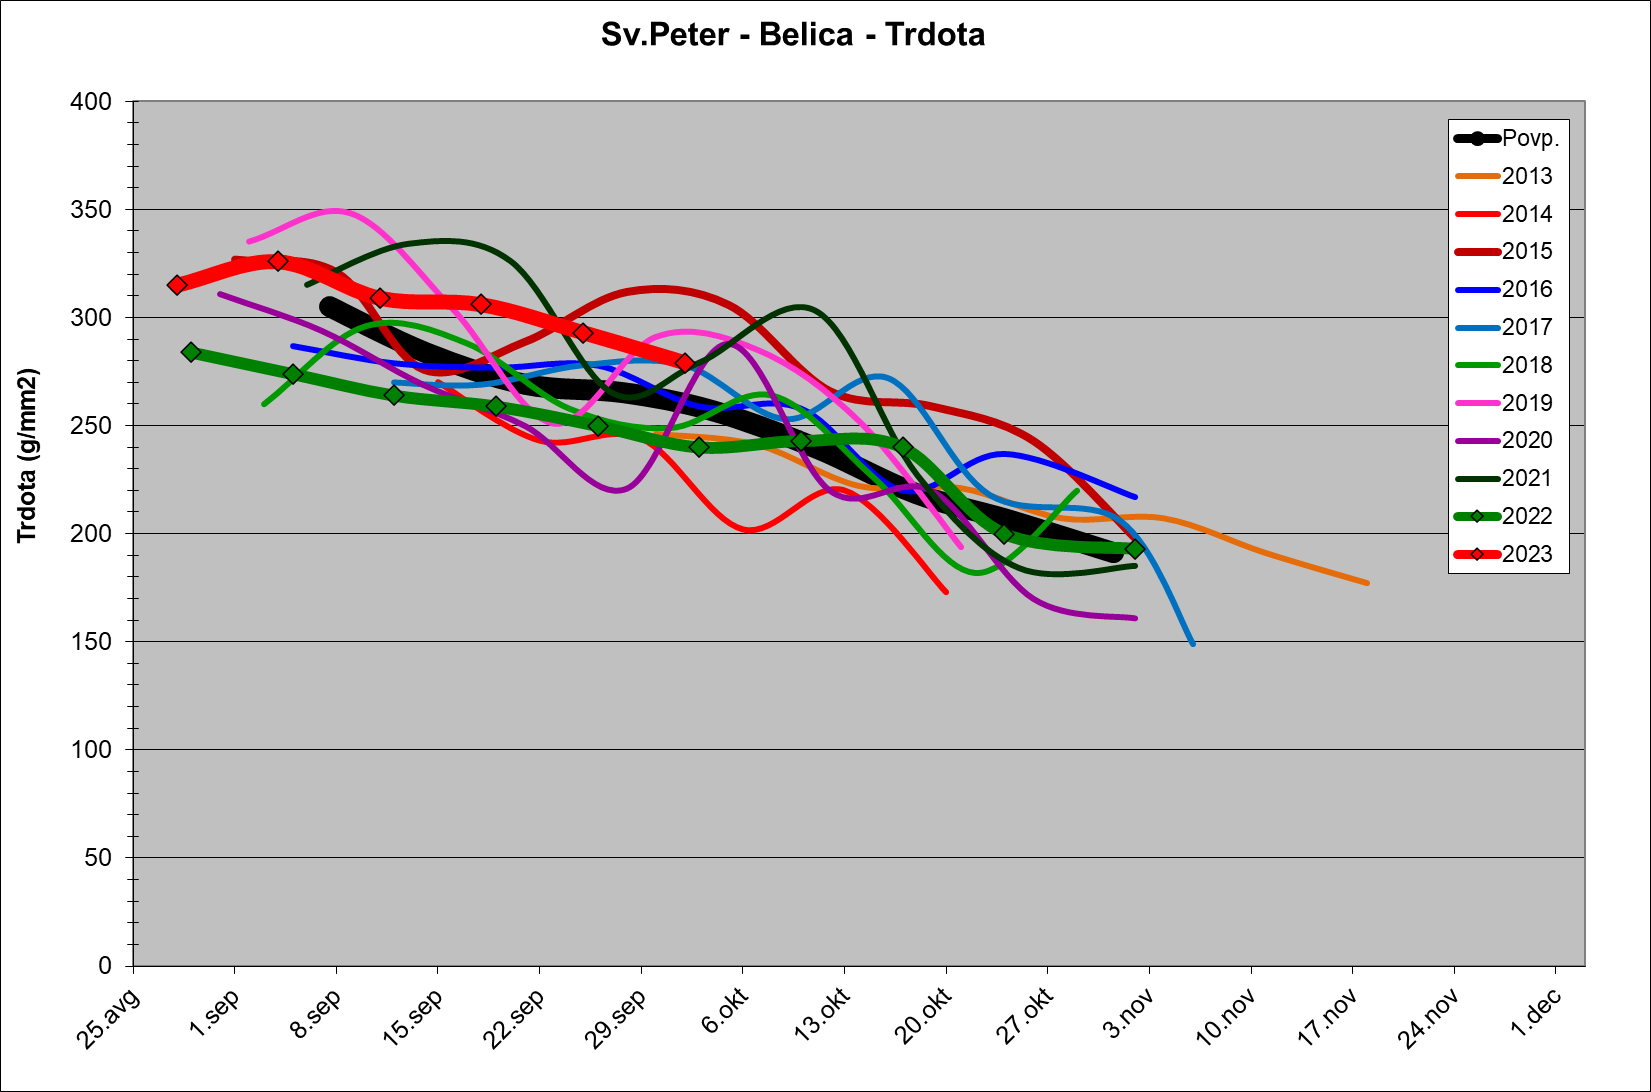 Sv.Peter - Belica - Trdota
Trdota (g/mm2)
400
350
300
250
200
150
100
50
0
25.avg
1.sep
8.sep
15.sep
22.sep
29.sep
6.okt
13.okt
20.okt
27.okt
3.nov
10.nov
17.nov
24.nov
1.dec
Povp.
2013
2014
2015
2016
2017
2018
2019
2020
2021
2022
2023